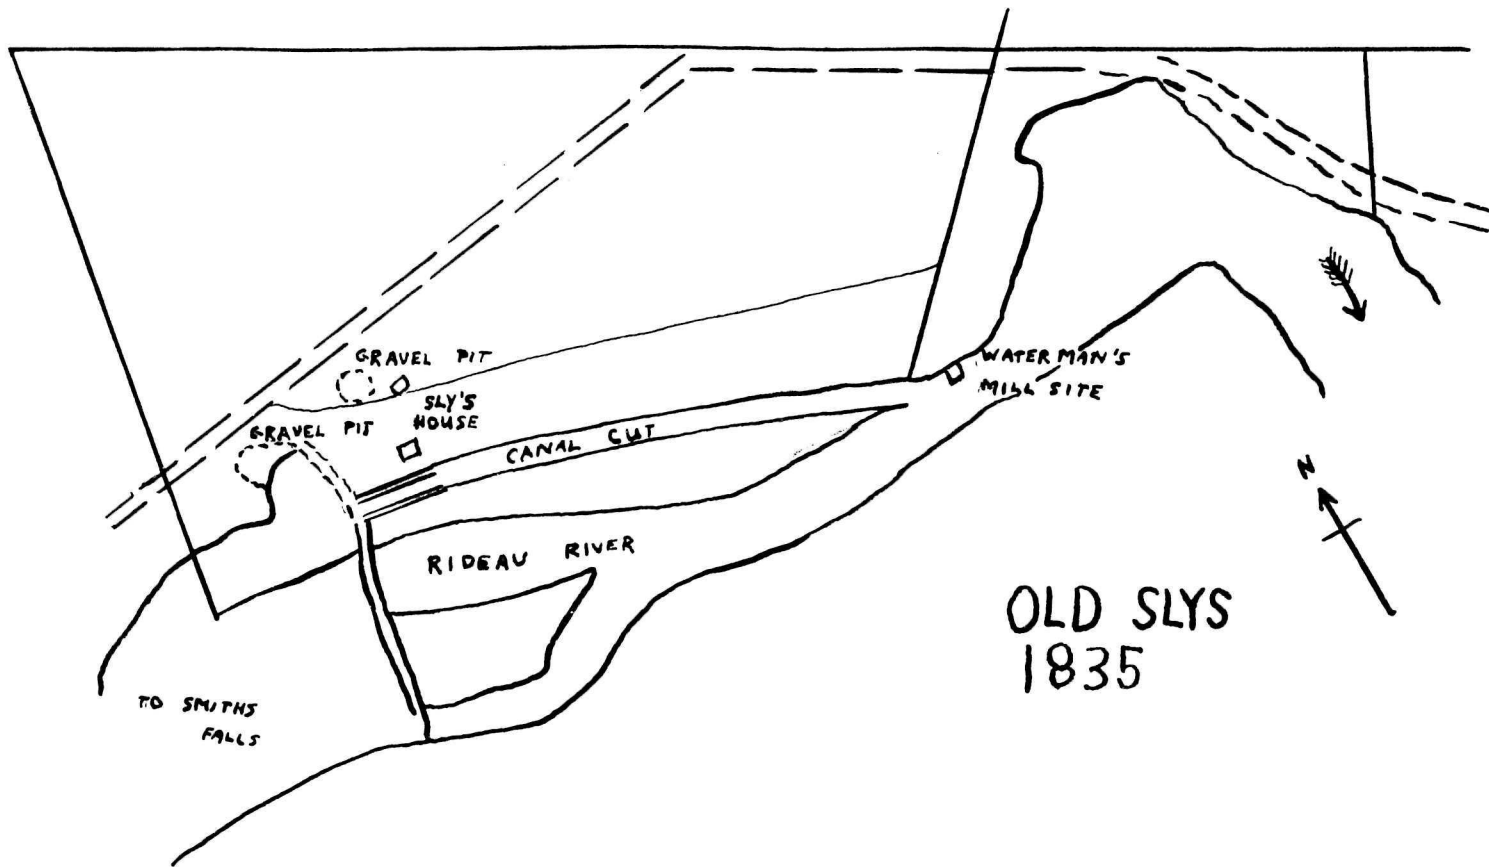 GRAVEL PIT
SLY'S
HOUSE
GRAVEL PIT
CANAL CUT
WATERMAN'S
MILL SITE
N
RIDEAU RIVER
OLD SLYS
1835
TO SMITHS
FALLS